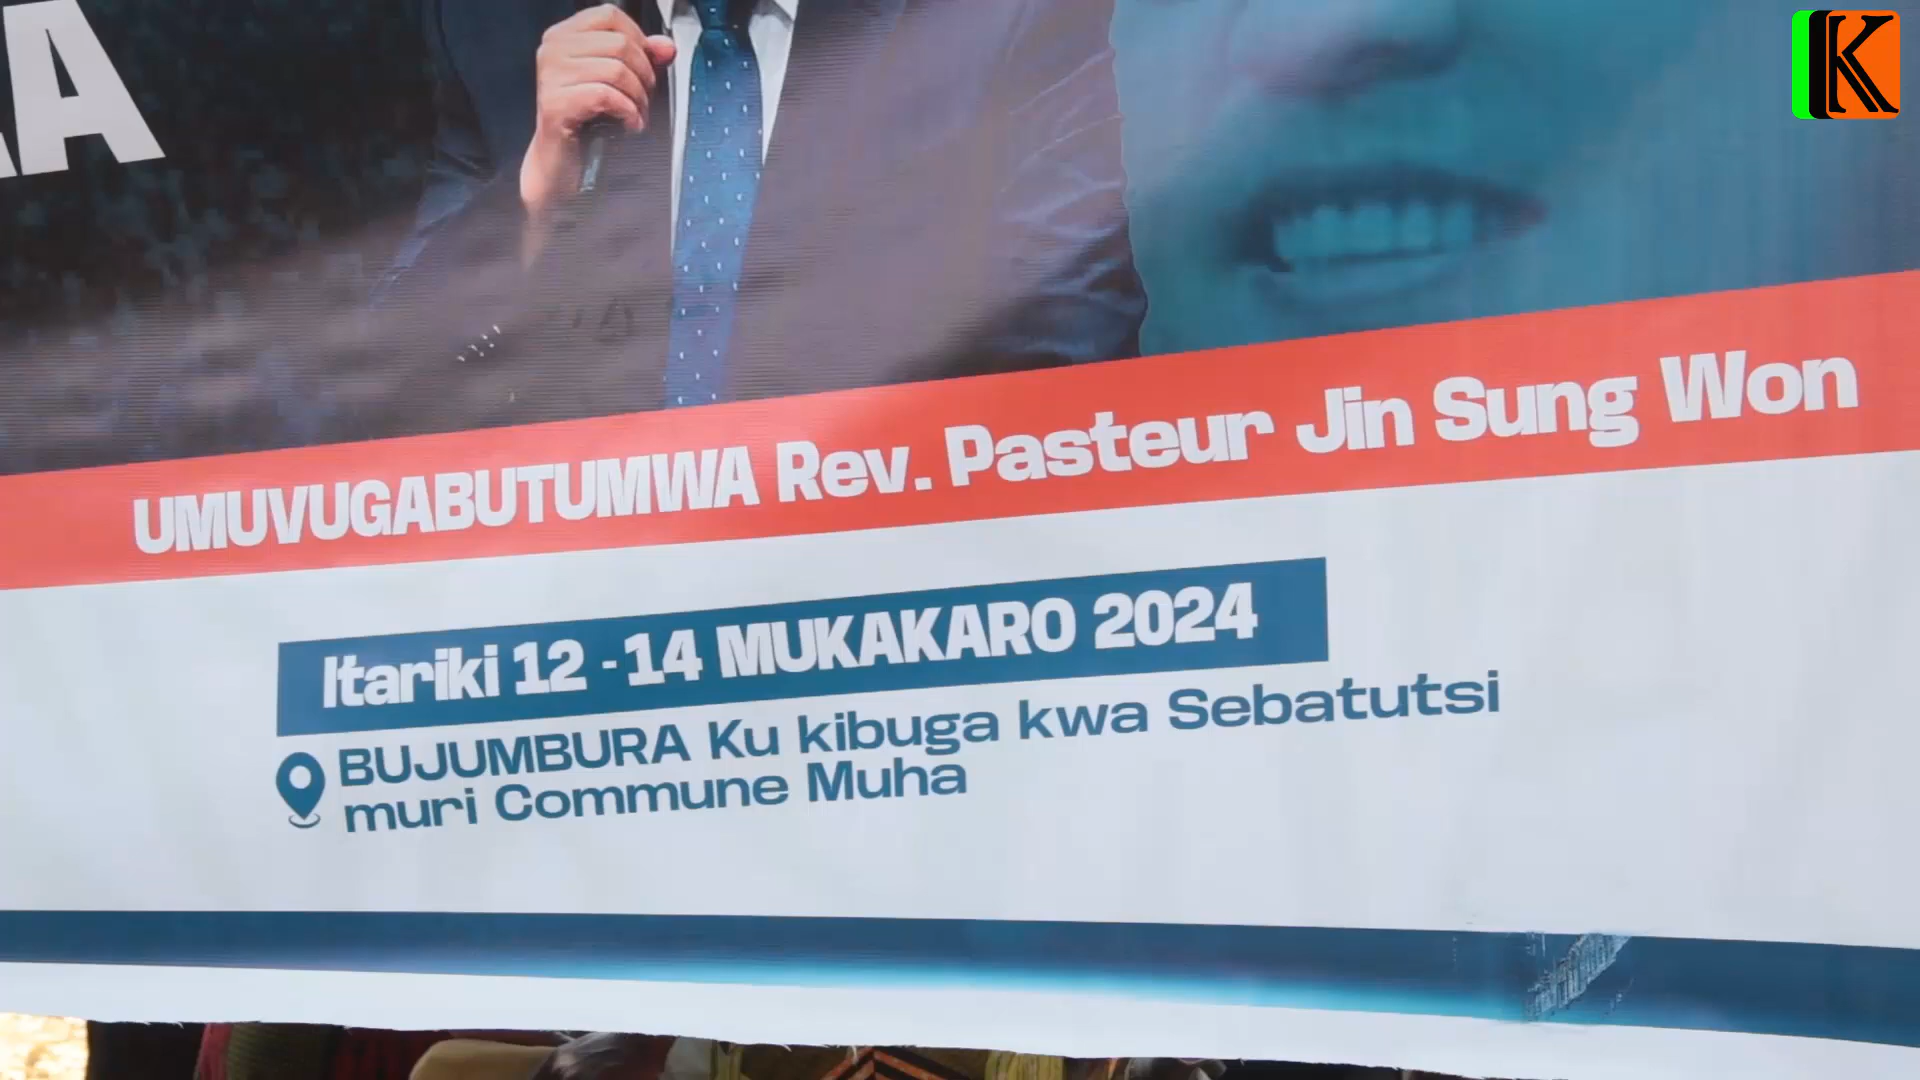 A
K
UMUVUGABUTUMWA Rev. Pasteur Jin Sung Won
Itariki 12 -14 MUKAKARO 2024
BUJUMBURA Ku kibuga kwa Sebatutsi
muri Commune Muha